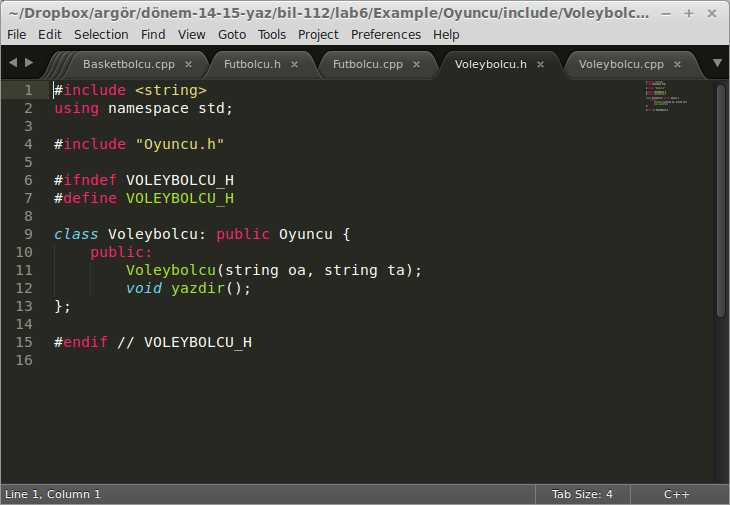 ~/Dropbox/argör/dönem-14-15-yaz/bil-112/lab6/Example/Oyuncu/include/Voleybolc...
File Edit Selection Find View Goto Tools Project Preferences Help
Basketbolcu.cpp × Futbolcu.h × Futbolcu.cpp × Voleybolcu.h × Voleybolcu.cpp ×
1 #include <string>
2 using namespace std;
3
4 #include "Oyuncu.h"
5
6 #ifndef VOLEYBOLCU_H
7 #define VOLEYBOLCU_H
8
9 class Voleybolcu: public Oyuncu {
10     public:
11         Voleybolcu(string oa, string ta);
12         void yazdir();
13 };
14
15 #endif // VOLEYBOLCU_H
16
Line 1, Column 1 Tab Size: 4 C++